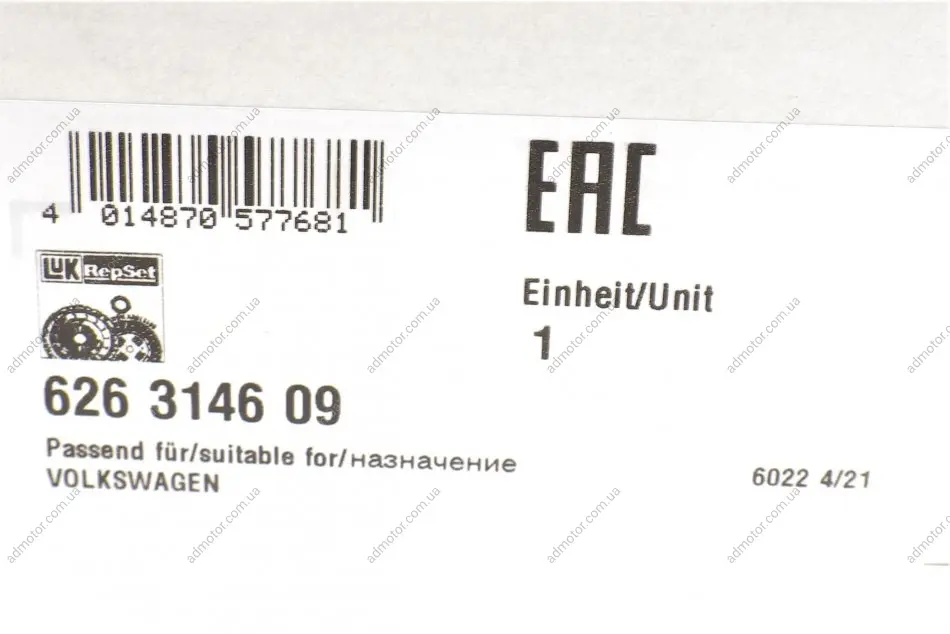 4 014870 577681
EAC
LUK RepSet
Einheit/Unit
1
626 3146 09
Passend für/suitable for/назначение
VOLKSWAGEN
6022 4/21
admotor.com.ua